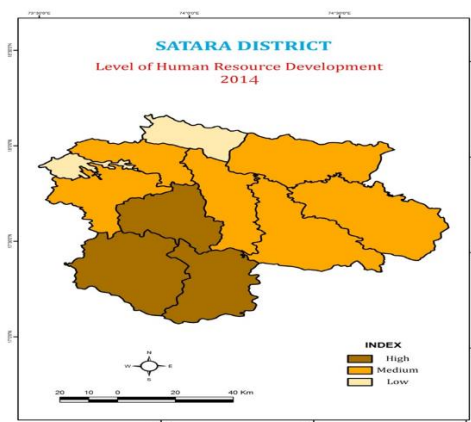 SATARA DISTRICT
Level of Human Resource Development
2014
N
W
E
S
INDEX
High
Medium
Low
20 10 0 20 40 Km